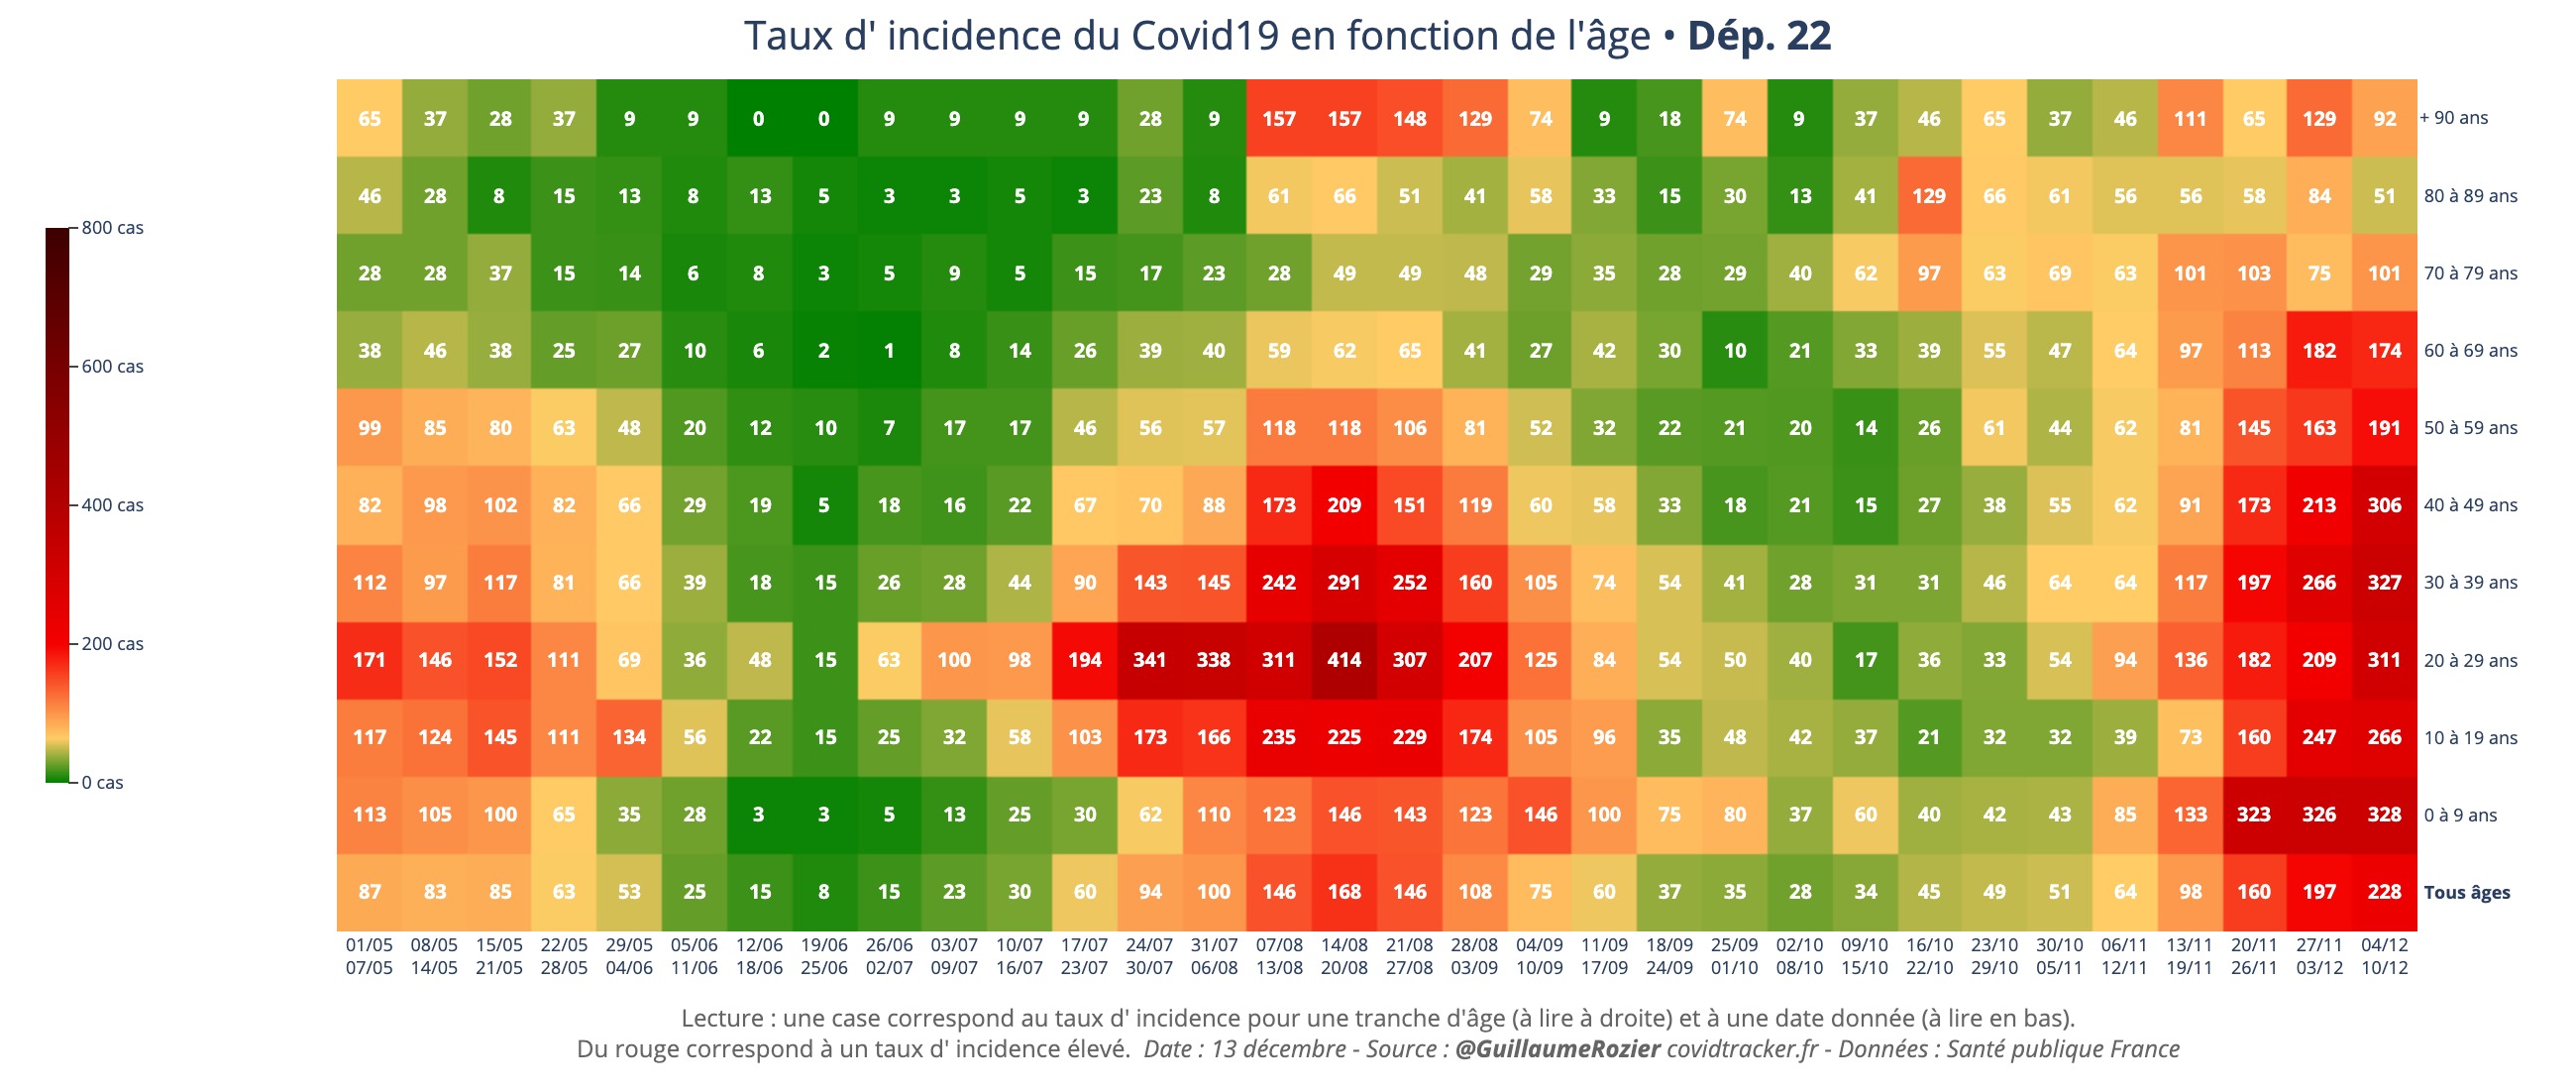 Taux d' incidence du Covid19 en fonction de l'âge • Dép. 22
800 cas
600 cas
400 cas
200 cas
0 cas
65 37 28 37 9 9 0 0 9 9 9 9 28 9 157 157 148 129 74 9 18 74 9 37 46 65 37 46 111 65 129 92 + 90 ans
46 28 8 15 13 8 13 5 3 3 5 3 23 8 61 66 51 41 58 33 15 30 13 41 129 66 61 56 56 58 84 51 80 à 89 ans
28 28 37 15 14 6 8 3 5 9 5 15 17 23 28 49 49 48 29 35 28 29 40 62 97 63 69 63 101 103 75 101 70 à 79 ans
38 46 38 25 27 10 6 2 1 8 14 26 39 40 59 62 65 41 27 42 30 10 21 33 39 55 47 64 97 113 182 174 60 à 69 ans
99 85 80 63 48 20 12 10 7 17 17 46 56 57 118 118 106 81 52 32 22 21 20 14 26 61 44 62 81 145 163 191 50 à 59 ans
82 98 102 82 66 29 19 5 18 16 22 67 70 88 173 209 151 119 60 58 33 18 21 15 27 38 55 62 91 173 213 306 40 à 49 ans
112 97 117 81 66 39 18 15 26 28 44 90 143 145 242 291 252 160 105 74 54 41 28 31 31 46 64 64 117 197 266 327 30 à 39 ans
171 146 152 111 69 36 48 15 63 100 98 194 341 338 311 414 307 207 125 84 54 50 40 17 36 33 54 94 136 182 209 311 20 à 29 ans
117 124 145 111 134 56 22 15 25 32 58 103 173 166 235 225 229 174 105 96 35 48 42 37 21 32 32 39 73 160 247 266 10 à 19 ans
113 105 100 65 35 28 3 3 5 13 25 30 62 110 123 146 143 123 146 100 75 80 37 60 40 42 43 85 133 323 326 328 0 à 9 ans
87 83 85 63 53 25 15 8 15 23 30 60 94 100 146 168 146 108 75 60 37 35 28 34 45 49 51 64 98 160 197 228 Tous âges
01/05 08/05 15/05 22/05 29/05 05/06 12/06 19/06 26/06 03/07 10/07 17/07 24/07 31/07 07/08 14/08 21/08 28/08 04/09 11/09 18/09 25/09 02/10 09/10 16/10 23/10 30/10 06/11 13/11 20/11 27/11 04/12
07/05 14/05 21/05 28/05 04/06 11/06 18/06 25/06 02/07 09/07 16/07 23/07 30/07 06/08 13/08 20/08 27/08 03/09 10/09 17/09 24/09 01/10 08/10 15/10 22/10 29/10 05/11 12/11 19/11 26/11 03/12 10/12
Lecture : une case correspond au taux d' incidence pour une tranche d'âge (à lire à droite) et à une date donnée (à lire en bas).
Du rouge correspond à un taux d' incidence élevé. Date : 13 décembre - Source : @GuillaumeRozier covidtracker.fr - Données : Santé publique France